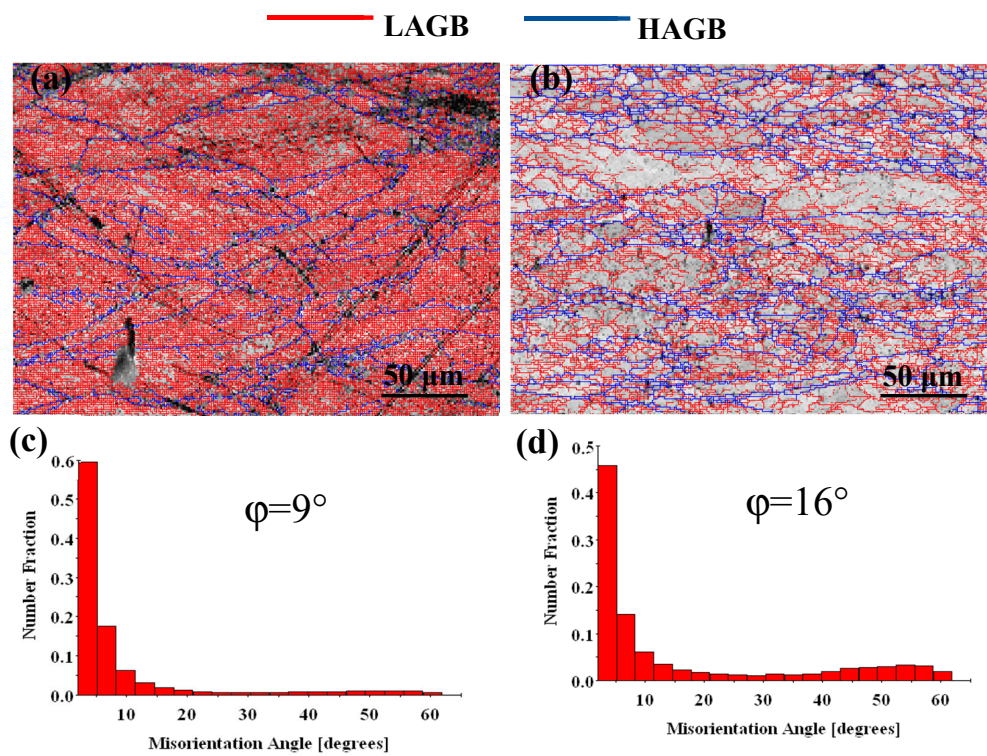 LAGB HAGB
(a) (b)
50 µm 50 µm
(c) (d)
φ=9°
Number Fraction
0.6
0.5
0.4
0.3
0.2
0.1
0.0
10 20 30 40 50 60
Misorientation Angle [degrees]
φ=16°
Number Fraction
0.5
0.4
0.3
0.2
0.1
0.0
10 20 30 40 50 60
Misorientation Angle [degrees]